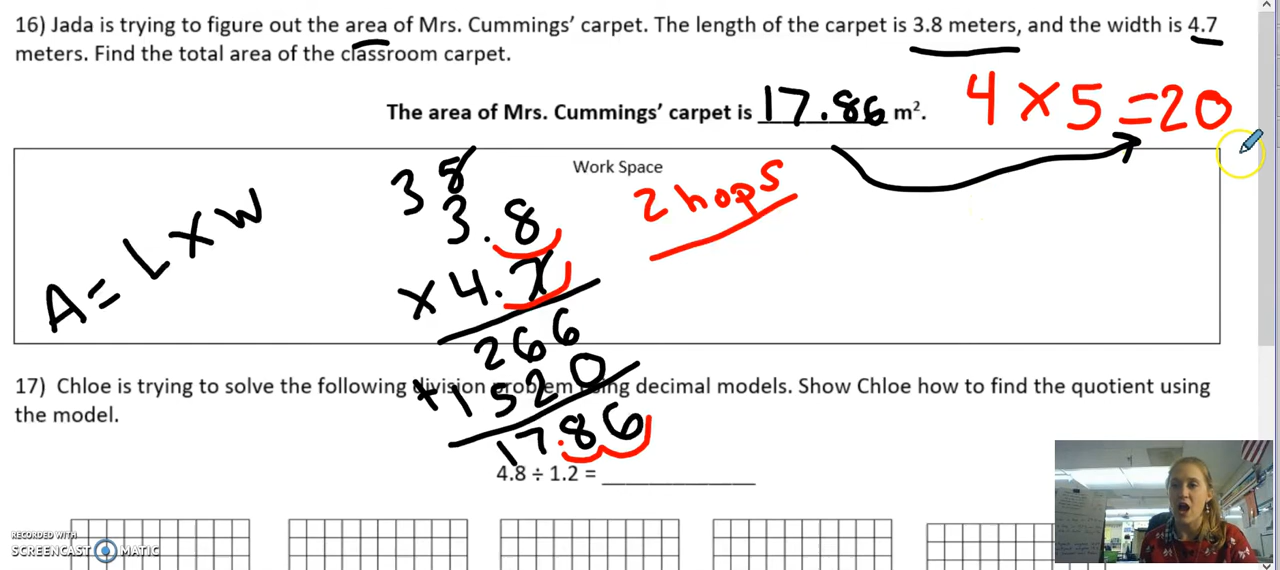 16) Jada is trying to figure out the area of Mrs. Cummings’ carpet. The length of the carpet is 3.8 meters, and the width is 4.7
meters. Find the total area of the classroom carpet.
4 x 5 = 20
The area of Mrs. Cummings’ carpet is 17.86 m².
Work Space
2 hops
A = L x W
3 5
3.8
x 4.7
266
+1520
17.86
17) Chloe is trying to solve the following division problem using decimal models. Show Chloe how to find the quotient using
the model.
4.8 ÷ 1.2 = ____________
RECORDED WITH
SCREENCAST MATIC